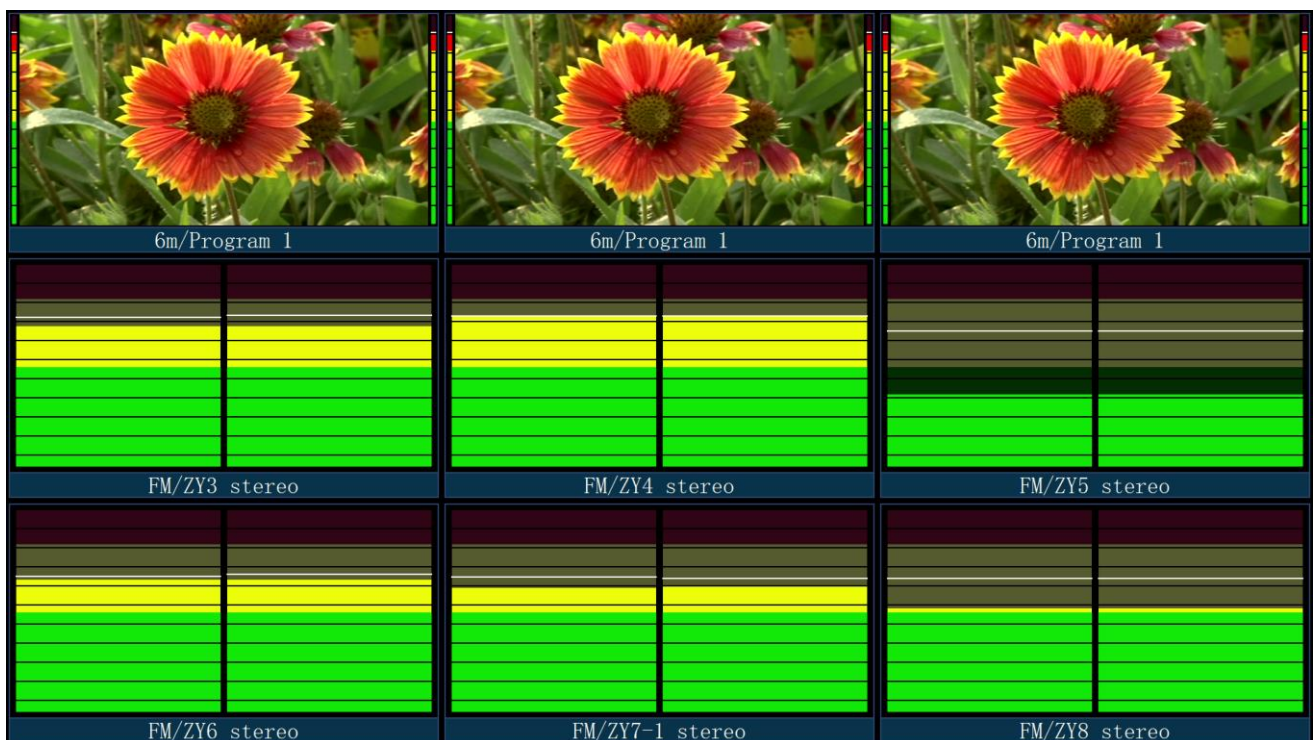 6m/Program 1
6m/Program 1
6m/Program 1
FM/ZY3 stereo
FM/ZY4 stereo
FM/ZY5 stereo
FM/ZY6 stereo
FM/ZY7-1 stereo
FM/ZY8 stereo